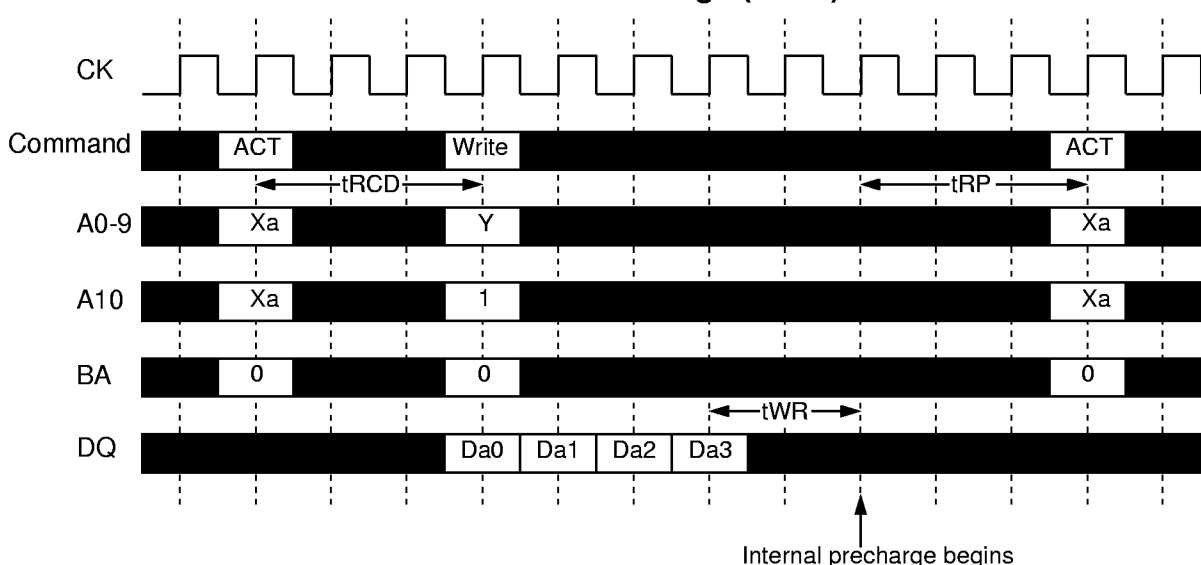 CK
Command ACT Write ACT
tRCD tRP
A0-9 Xa Y Xa
A10 Xa 1 Xa
BA 0 0 0
tWR
DQ Da0 Da1 Da2 Da3
Internal precharge begins